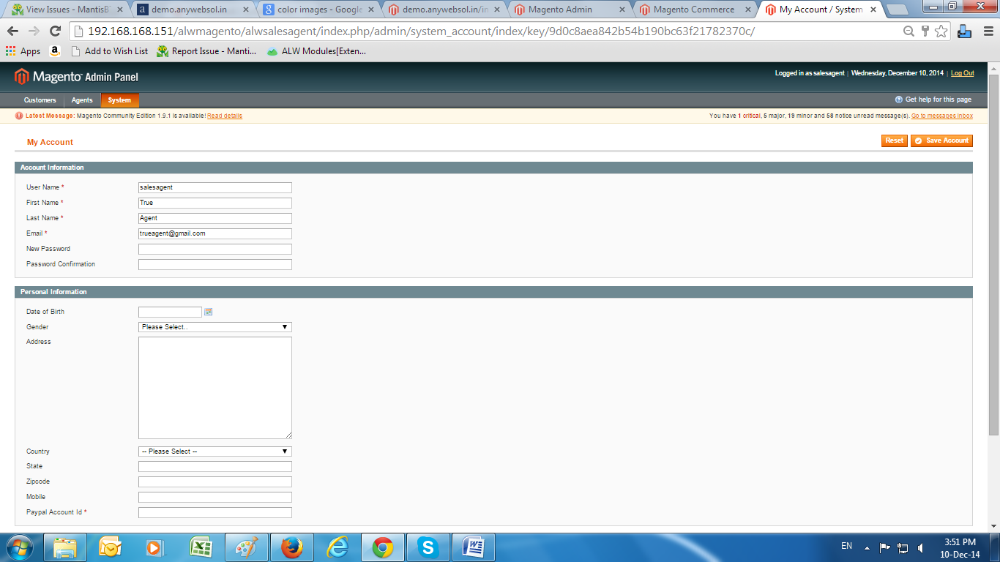 View Issues - MantisBT
demo.anywebsol.in
color images - Google
demo.anywebsol.in/in
Magento Admin
Magento Commerce
My Account / System
192.168.168.151/alwmagento/alwsalesagent/index.php/admin/system_account/index/key/9d0c8aea842b54b190bc63f21782370c/
Apps
Add to Wish List
Report Issue - Manti...
ALW Modules[Exten...
Magento Admin Panel
Logged in as salesagent | Wednesday, December 10, 2014 | Log Out
Customers
Agents
System
Get help for this page
Latest Message: Magento Community Edition 1.9.1 is available! Read details
You have 1 critical, 5 major, 19 minor and 58 notice unread message(s). Go to messages inbox
My Account
Reset
Save Account
Account Information
User Name * salesagent
First Name * True
Last Name * Agent
Email * trueagent@gmail.com
New Password
Password Confirmation
Personal Information
Date of Birth
Gender Please Select..
Address
Country -- Please Select --
State
Zipcode
Mobile
Paypal Account Id *
EN
3:51 PM
10-Dec-14